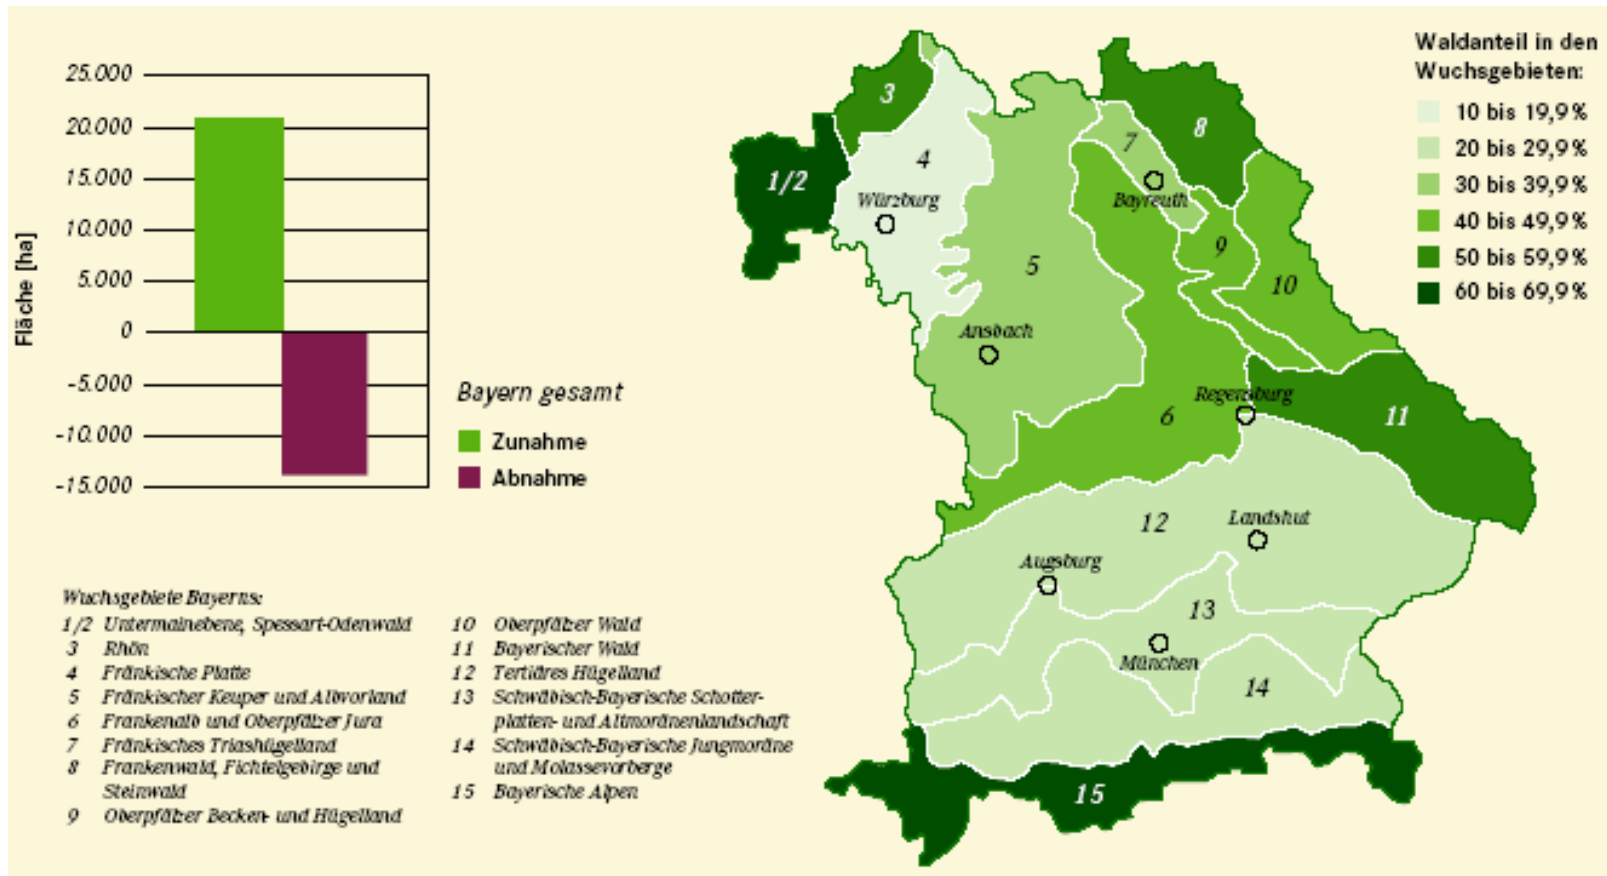 25.000
20.000
15.000
10.000
5.000
0
-5.000
-10.000
-15.000
Fläche [ha]
Bayern gesamt
Zunahme
Abnahme
Wuchsgebiete Bayerns:
1/2 Untermainebene, Spessart-Odenwald
3 Rhön
4 Fränkische Platte
5 Fränkischer Keuper und Albvorland
6 Frankenalb und Oberpfälzer Jura
7 Fränkisches Triashügelland
8 Frankenwald, Fichtelgebirge und
Steinwald
9 Oberpfälzer Becken- und Hügelland
10 Oberpfälzer Wald
11 Bayerischer Wald
12 Tertiäres Hügelland
13 Schwäbisch-Bayerische Schotter-
platten- und Altmoränenlandschaft
14 Schwäbisch-Bayerische Jungmoräne
und Molassevorberge
15 Bayerische Alpen
3
8
7
4
1/2
Bayreuth
Würzburg
9
5
10
Ansbach
Regensburg
6
11
12
Landshut
Augsburg
13
München
14
15
Waldanteil in den
Wuchsgebieten:
10 bis 19,9%
20 bis 29,9%
30 bis 39,9%
40 bis 49,9%
50 bis 59,9%
60 bis 69,9%